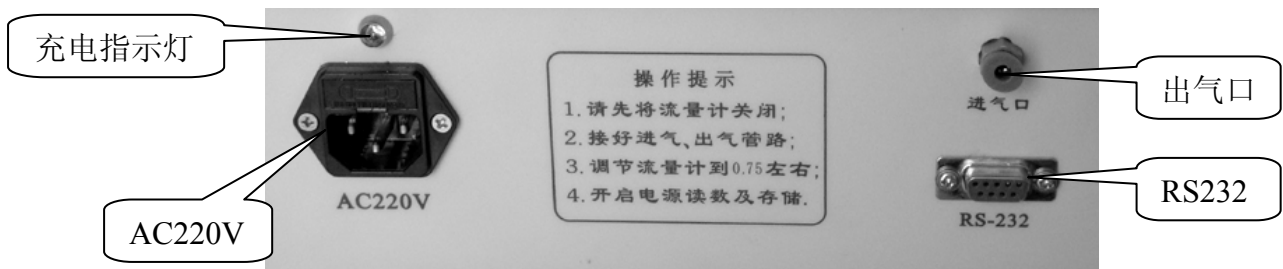 充电指示灯
操作提示
1.请先将流量计关闭;
2.接好进气、出气管路;
3.调节流量计到0.75左右;
4.开启电源读数及存储.
进气口
出气口
AC220V
AC220V
RS-232
RS232